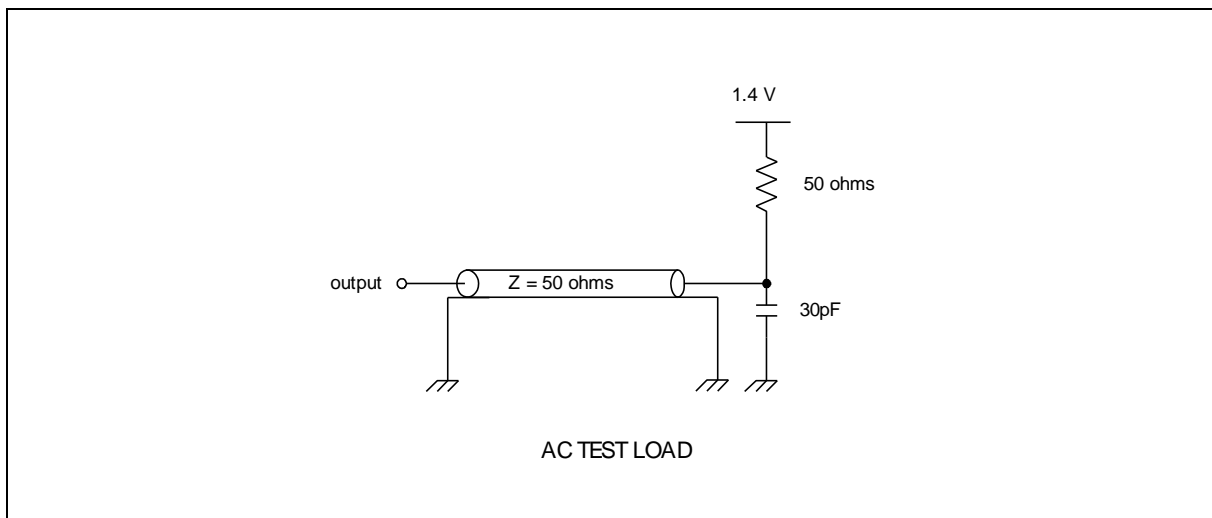 1.4 V
50 ohms
output
Z = 50 ohms
30pF
AC TEST LOAD